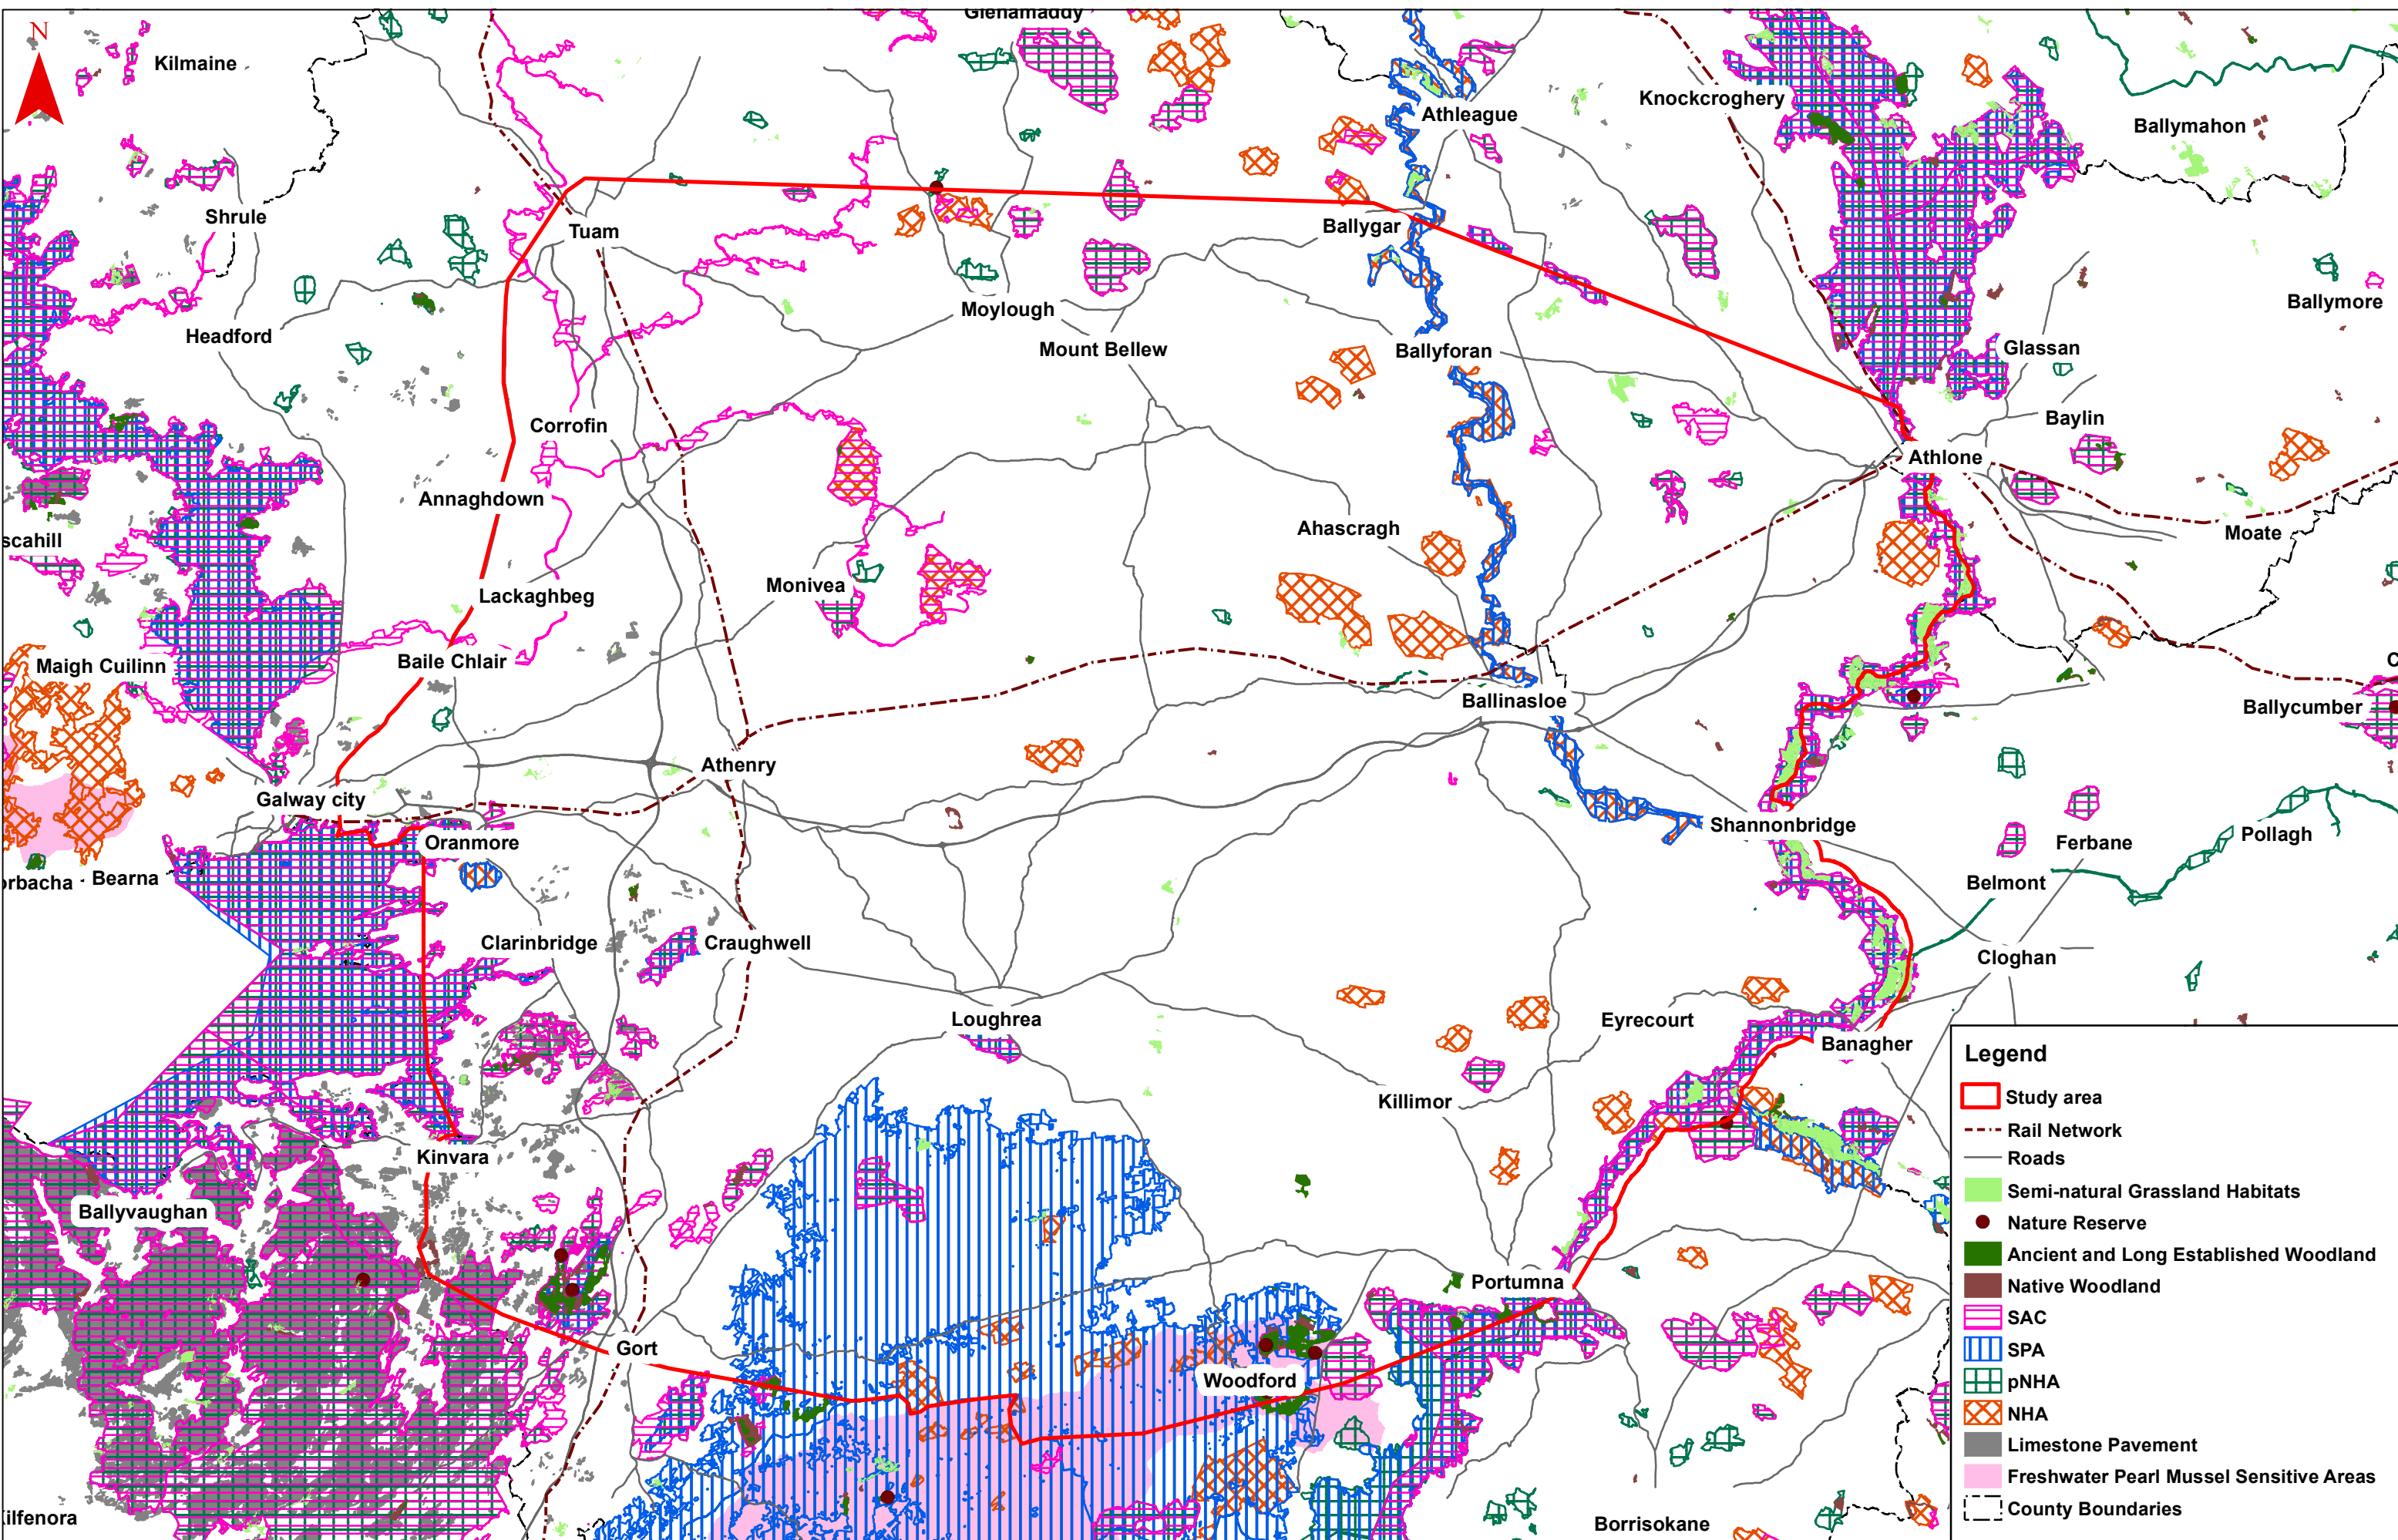 Glenamaddy
N
Kilmaine
Knockcroghery
Athleague
Ballymahon
Shrule
Tuam
Ballygar
Ballymore
Moylough
Headford
Mount Bellew
Ballyforan
Glassan
Baylin
Corrofin
Athlone
Annaghdown
Ahascragh
Moate
scahill
Monivea
Lackaghbeg
Maigh Cuilinn
Baile Chlair
C
Ballinasloe
Ballycumber
Athenry
Galway city
Shannonbridge
Pollagh
Oranmore
Ferbane
orbacha
Bearna
Belmont
Clarinbridge
Craughwell
Cloghan
Loughrea
Eyrecourt
Banagher
Killimor
Kinvara
Ballyvaughan
Portumna
Gort
Woodford
ilfenora
Borrisokane
Legend
Study area
Rail Network
Roads
Semi-natural Grassland Habitats
Nature Reserve
Ancient and Long Established Woodland
Native Woodland
SAC
SPA
pNHA
NHA
Limestone Pavement
Freshwater Pearl Mussel Sensitive Areas
County Boundaries